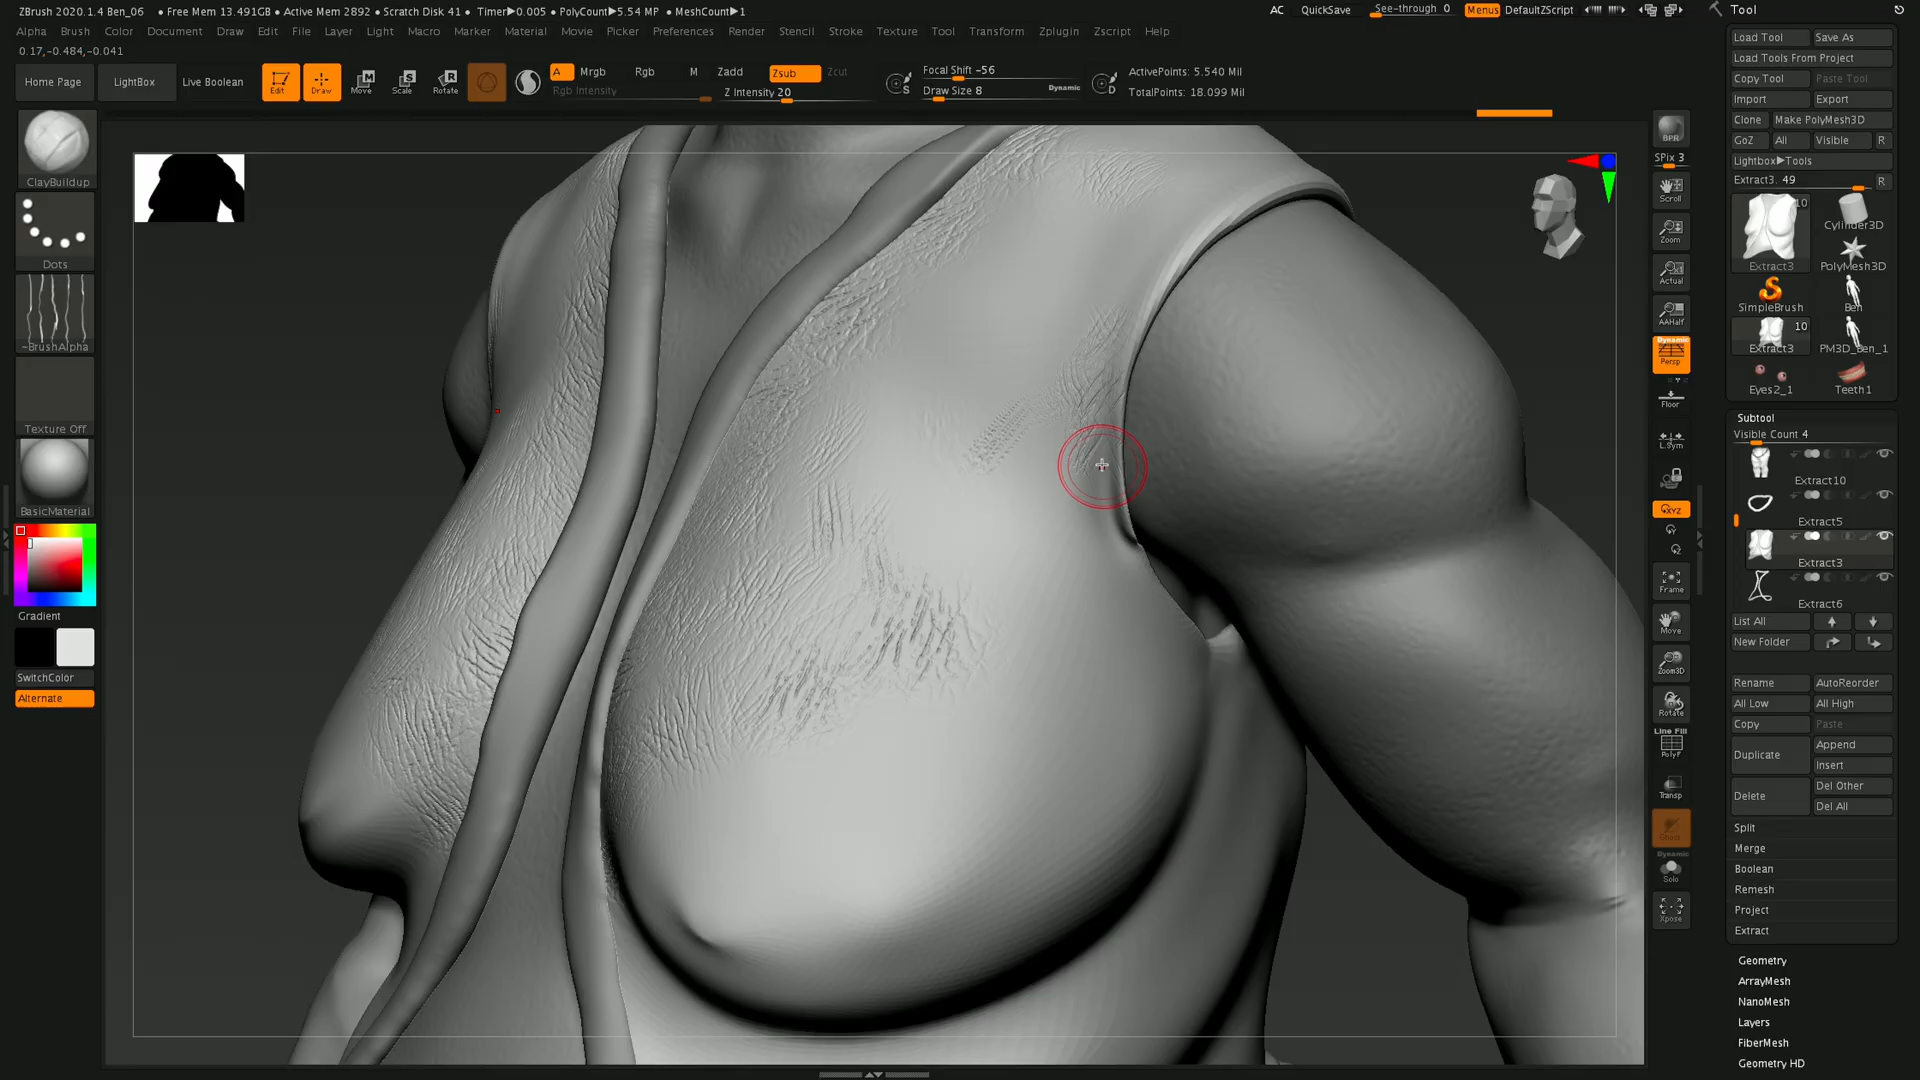 ZBrush 2020.1.4 Ben_06 • Free Mem 13.491GB • Active Mem 2892 • Scratch Disk 41 • Timer▶0.005 • PolyCount▶5.54 MP • MeshCount▶1
AC QuickSave See-through 0 Menus DefaultZScript
Alpha Brush Color Document Draw Edit File Layer Light Macro Marker Material Movie Picker Preferences Render Stencil Stroke Texture Tool Transform Zplugin Zscript Help
0.17,-0.484,-0.041
Home Page LightBox Live Boolean Edit Draw Move Scale Rotate
A Mrgb Rgb M Zadd Zsub Zcut
Rgb Intensity Z Intensity 20
S Focal Shift -56
Draw Size 8 Dynamic D
ActivePoints: 5.540 Mil
TotalPoints: 18.099 Mil
ClayBuildup
Dots
~BrushAlpha
Texture Off
BasicMaterial
Gradient
SwitchColor
Alternate
BPR
SPix 3
Scroll
Zoom
Actual
AAHalf
Dynamic
Persp
Floor
L.Sym
XYZ
Frame
Move
Zoom3D
Rotate
Line Fill
PolyF
Transp
Ghost
Dynamic
Solo
Xpose
Tool
Load Tool Save As
Load Tools From Project
Copy Tool Paste Tool
Import Export
Clone Make PolyMesh3D
GoZ All Visible R
Lightbox▶Tools
Extract3. 49 R
10
Extract3 Cylinder3D
PolyMesh3D
SimpleBrush Ben
10
Extract3 PM3D_Ben_1
Eyes2_1 Teeth1
Subtool
Visible Count 4
Extract10
Extract5
Extract3
Extract6
List All
New Folder
Rename AutoReorder
All Low All High
Copy Paste
Duplicate Append
Insert
Delete Del Other
Del All
Split
Merge
Boolean
Remesh
Project
Extract
Geometry
ArrayMesh
NanoMesh
Layers
FiberMesh
Geometry HD